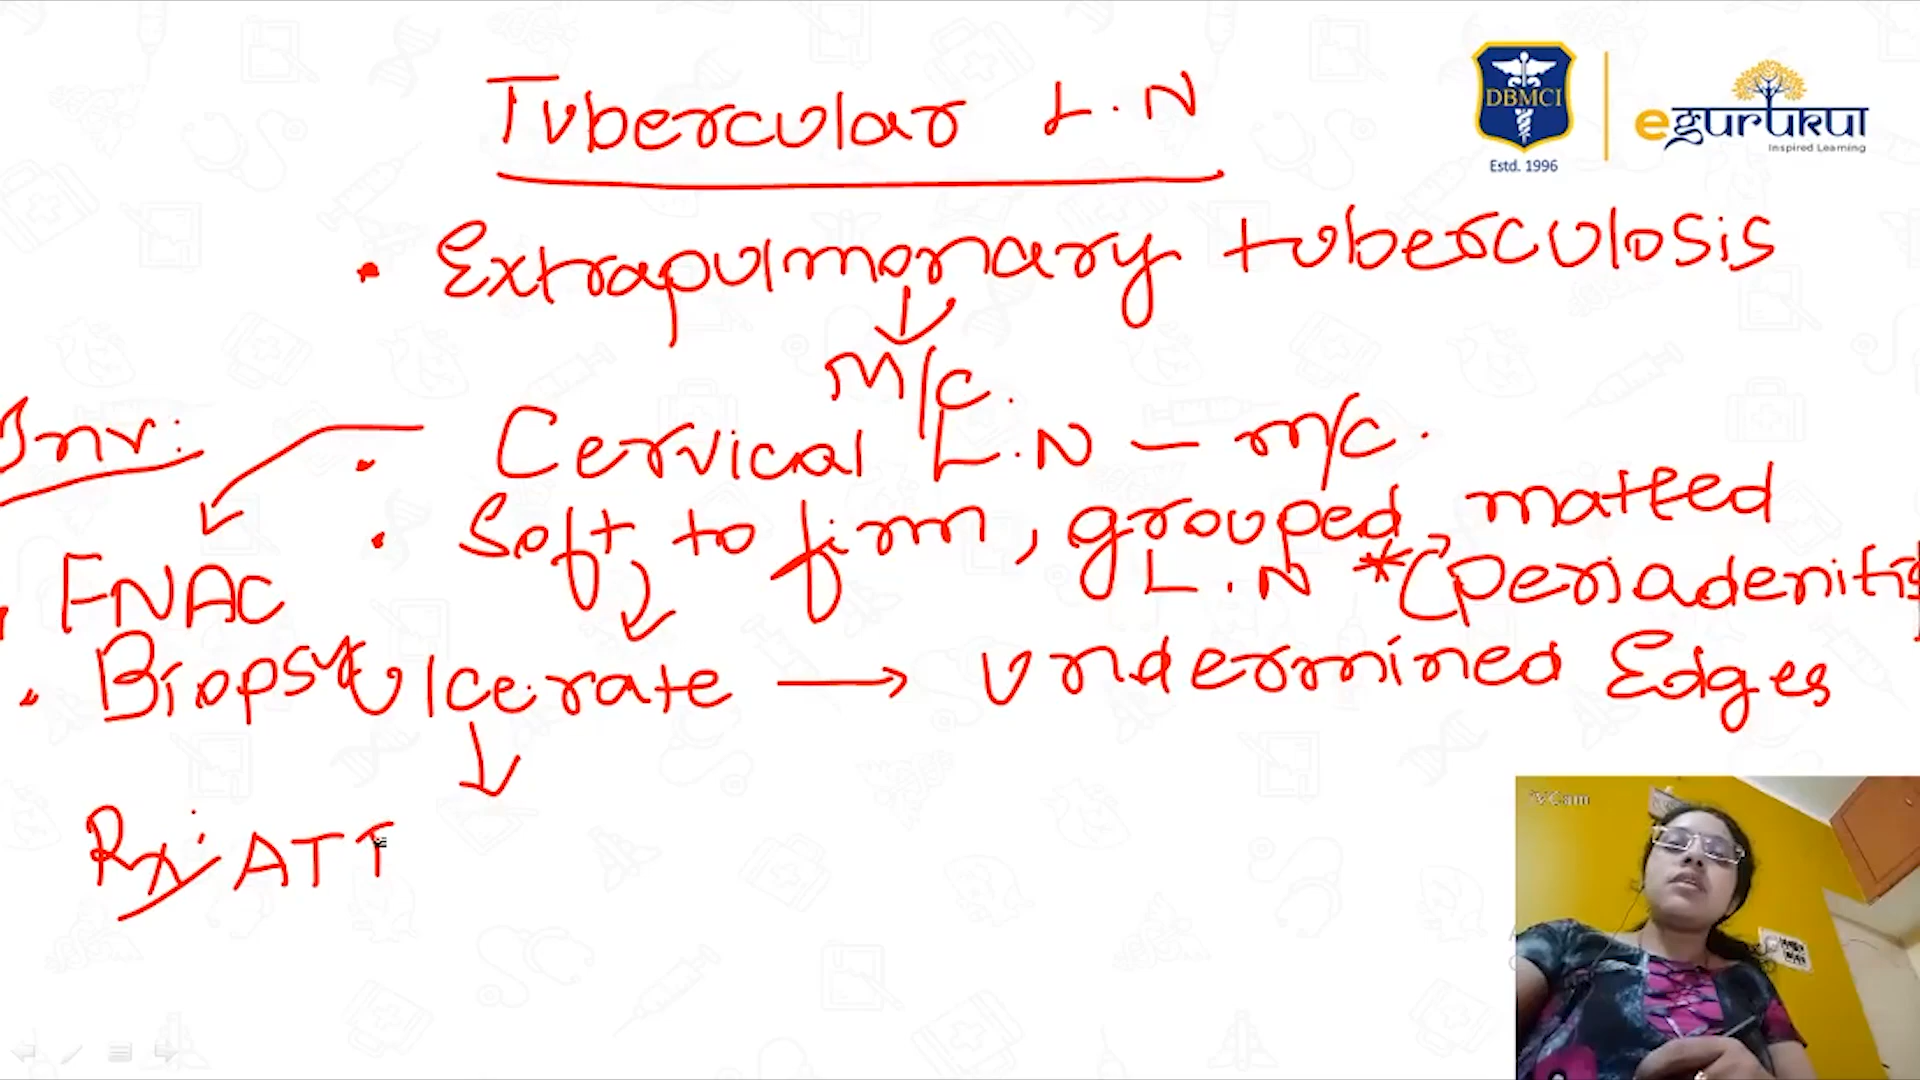 Tubercular L.N
DBMCI
Estd. 1996
egurukul
Inspired Learning
• Extrapulmonary tuberculosis
M/C.
Inv:
• Cervical L.N - m/c.
• Soft to firm, grouped, matted
L.N * (Periadenitis)
• FNAC
• Biopsy
Ulcerate → undermined Edges
Rx: ATT
VCam